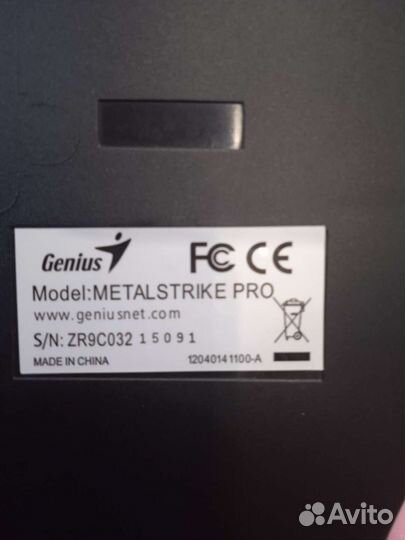 Genius FC CE
Model:METALSTRIKE PRO
www.geniusnet.com
S/N: ZR9C032 15091
MADE IN CHINA 12040141100-A
Avito